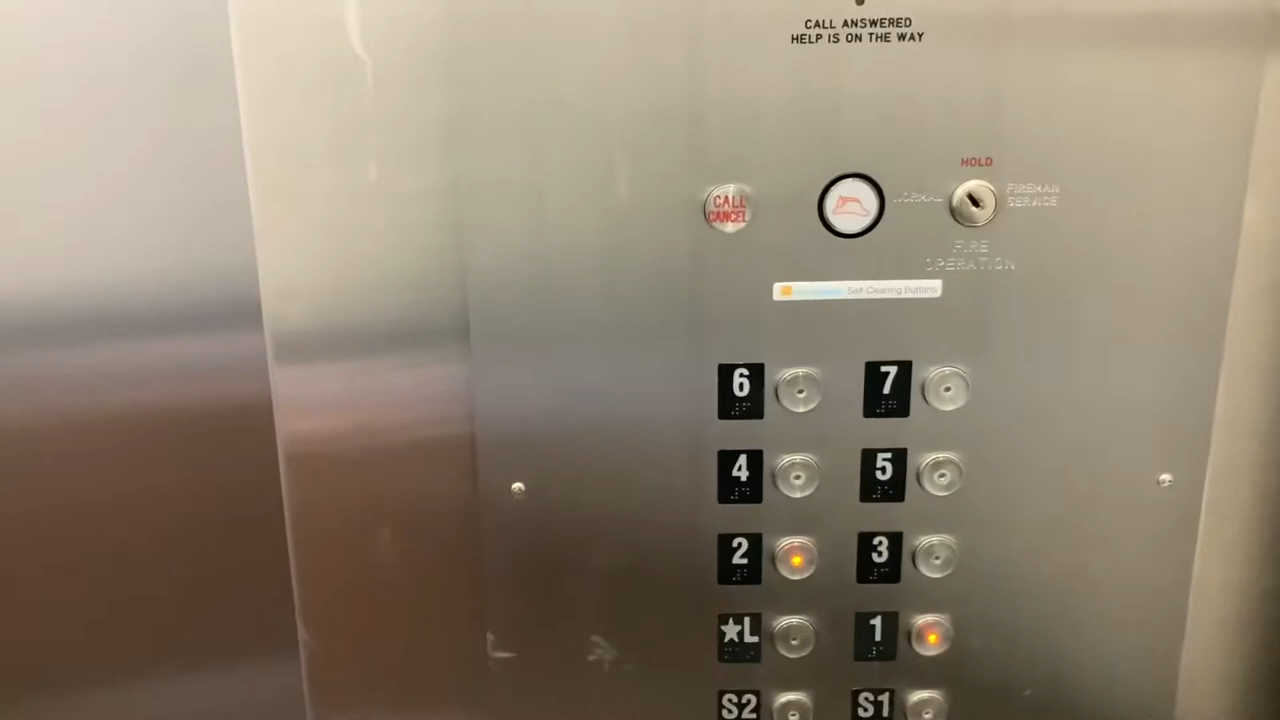 CALL ANSWERED
HELP IS ON THE WAY
HOLD
CALL
CANCEL
NORMAL
FIREMAN
SERVICE
FIRE
OPERATION
Self-Cleaning Buttons
6 7
4 5
2 3
★L 1
S2 S1